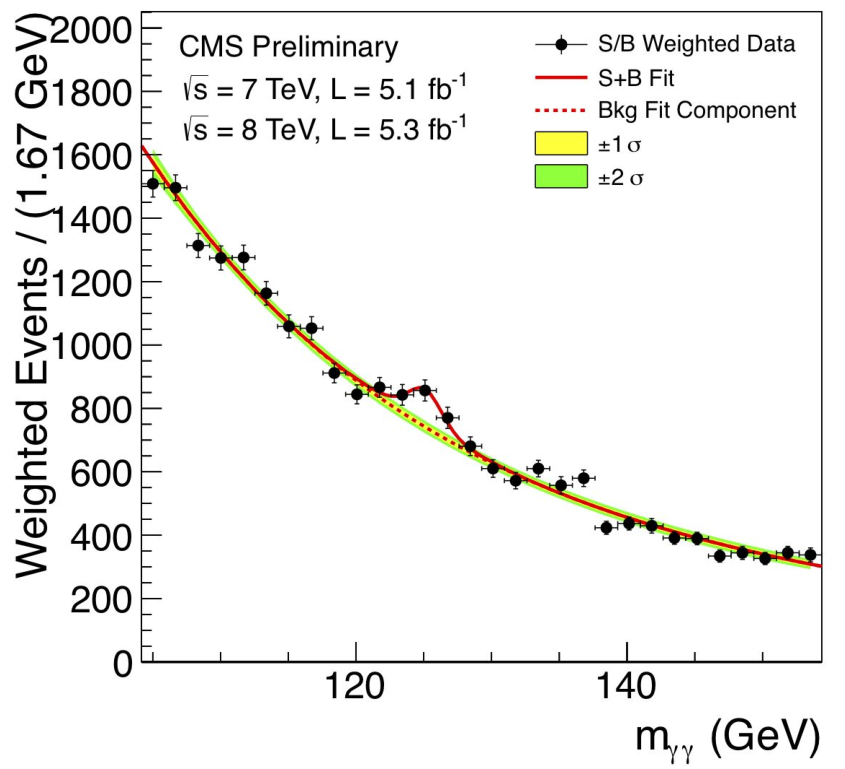 CMS Preliminary
√s = 7 TeV, L = 5.1 fb⁻¹
√s = 8 TeV, L = 5.3 fb⁻¹
S/B Weighted Data
S+B Fit
Bkg Fit Component
±1 σ
±2 σ
Weighted Events / (1.67 GeV)
2000
1800
1600
1400
1200
1000
800
600
400
200
0
120 140
mγγ (GeV)